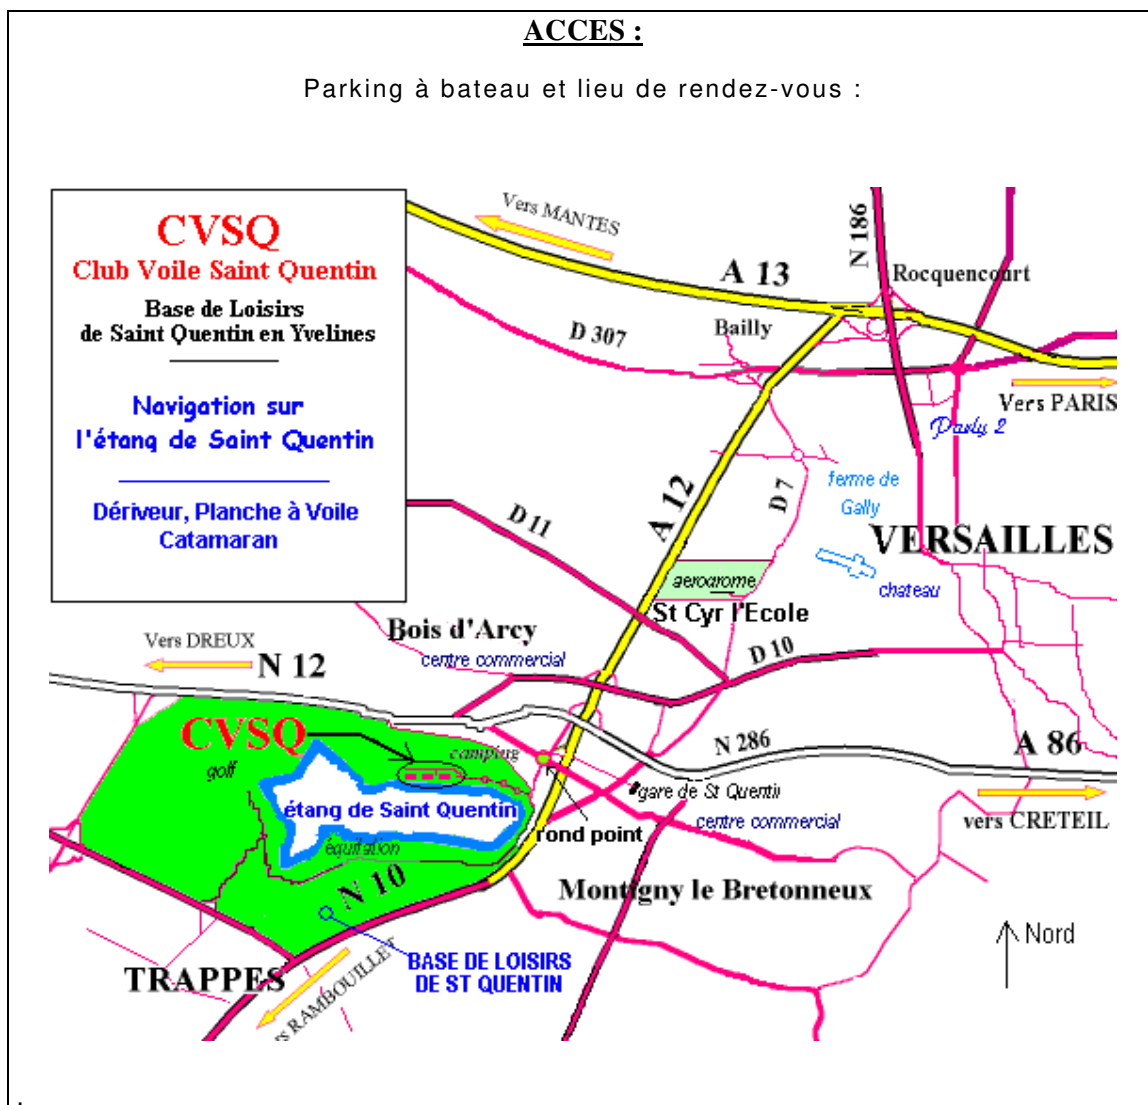 ACCES :
Parking à bateau et lieu de rendez-vous :
CVSQ
Club Voile Saint Quentin
Base de Loisirs
de Saint Quentin en Yvelines
Navigation sur
l'étang de Saint Quentin
Dériveur, Planche à Voile
Catamaran
Vers MANTES
A 13
N 186
Rocquencourt
Bailly
D 307
Vers PARIS
Parly 2
A 12
D 7
ferme de
Gally
D 11
VERSAILLES
aerodrome
chateau
St Cyr l'Ecole
Bois d'Arcy
Vers DREUX
centre commercial
D 10
N 12
CVSQ
N 286
A 86
camping
golf
gare de St Quentin
étang de Saint Quentin
centre commercial
vers CRETEIL
rond point
équitation
N 10
Montigny le Bretonneux
Nord
BASE DE LOISIRS
DE ST QUENTIN
TRAPPES
RAMBOUILLET
.